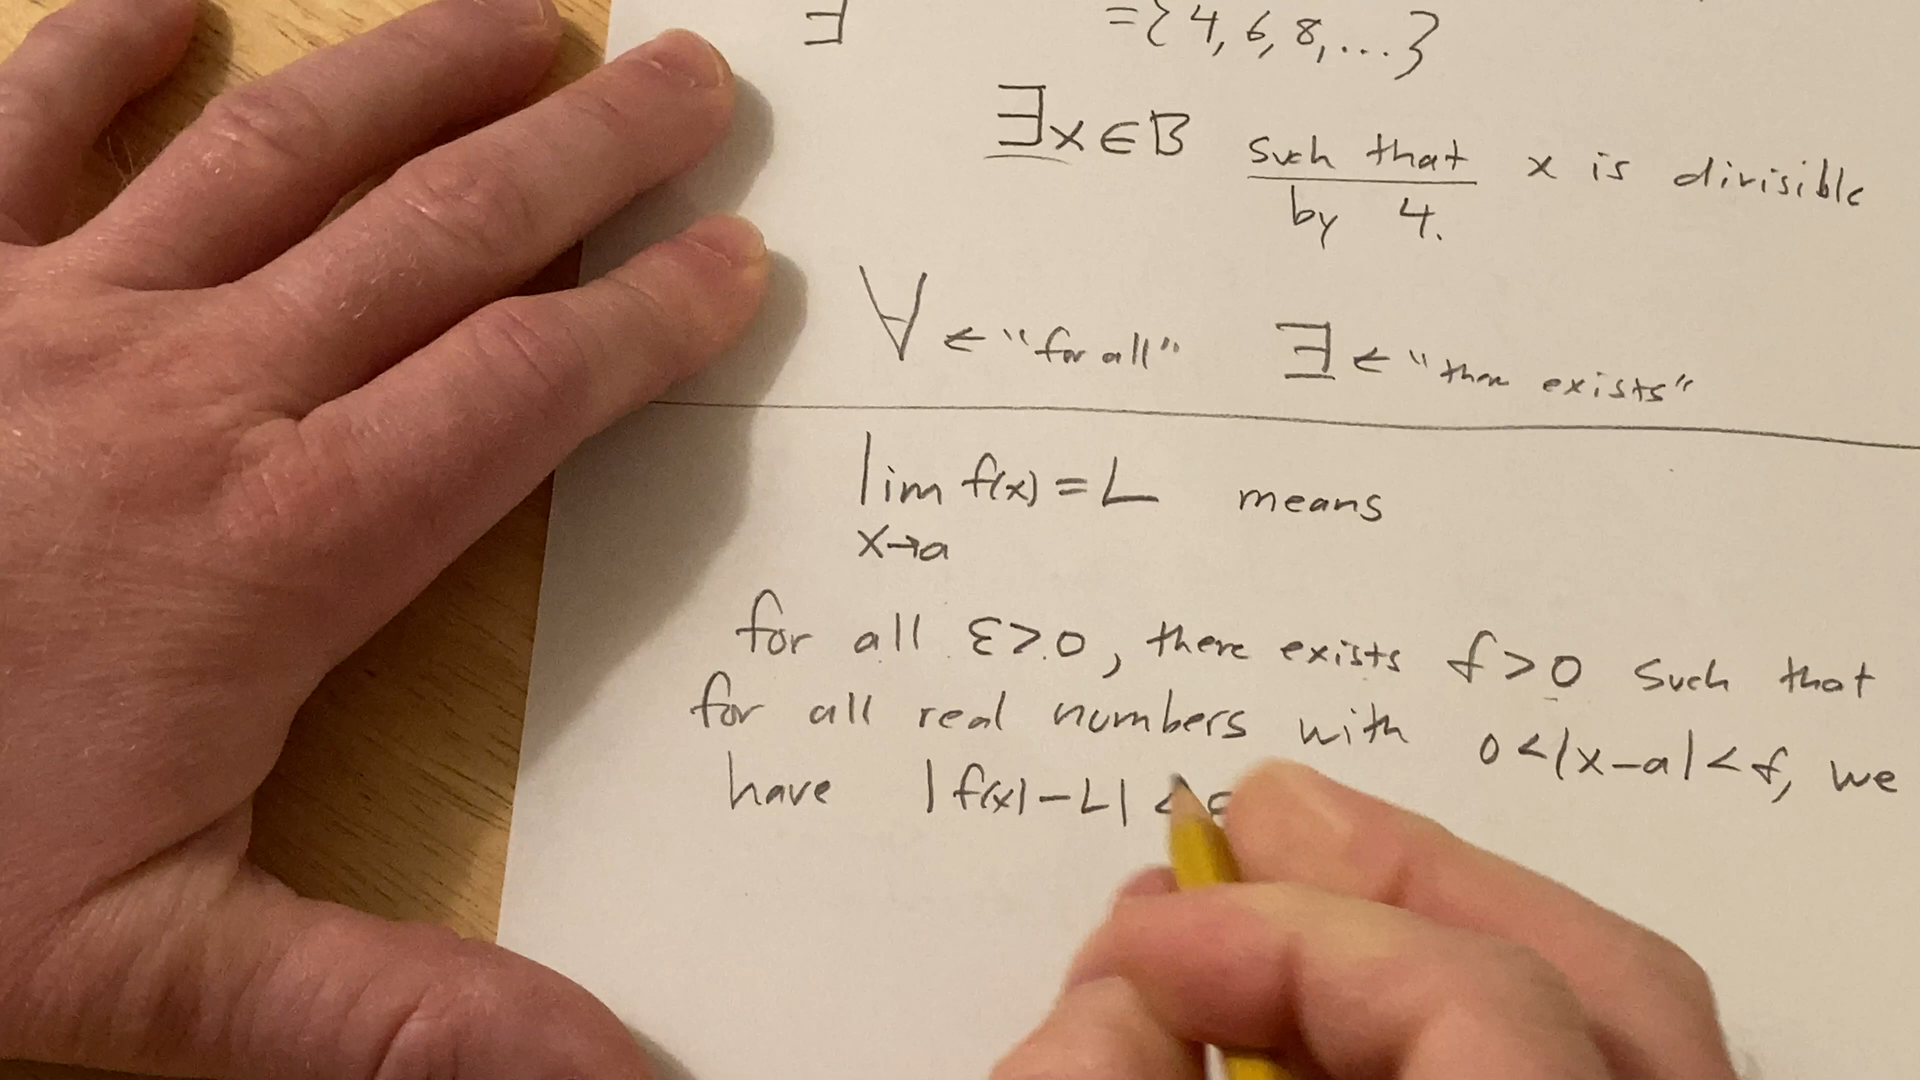 ∃ ={4, 6, 8, ...}
∃x∈B such that x is divisible
by 4.
∀ ← "for all" ∃ ← "there exists"
lim f(x) = L means
x→a
for all ε>0, there exists δ>0 such that
for all real numbers with 0<|x-a|<δ, we
have |f(x)-L| <